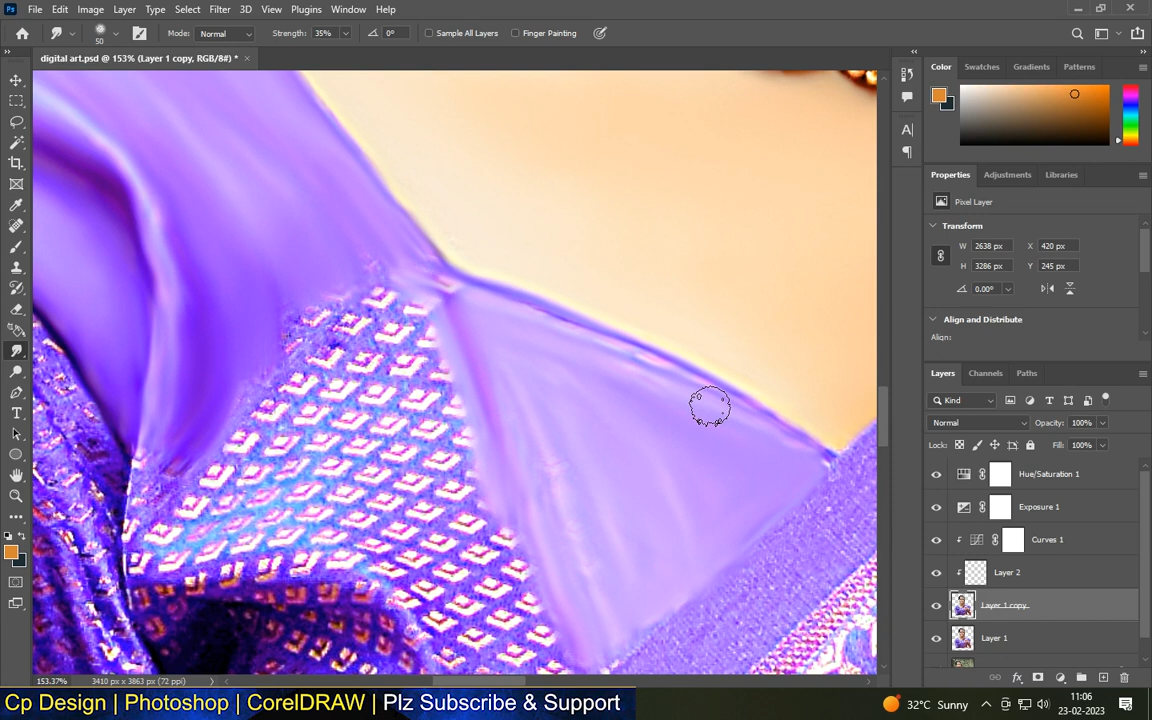 File Edit Image Layer Type Select Filter 3D View Plugins Window Help
50 Mode: Normal Strength: 35% 0° Sample All Layers Finger Painting
digital art.psd @ 153% (Layer 1 copy, RGB/8#) * ×
Color Swatches Gradients Patterns
Properties Adjustments Libraries
Pixel Layer
Transform
W 2638 px X 420 px
H 3286 px Y 245 px
0.00°
Align and Distribute
Align:
Layers Channels Paths
Kind
Normal Opacity: 100%
Lock: Fill: 100%
Hue/Saturation 1
Exposure 1
Curves 1
Layer 2
Layer 1 copy
Layer 1
153.37% 3410 px x 3863 px (72 ppi)
Cp Design | Photoshop | CorelDRAW | Plz Subscribe & Support
32°C Sunny
11:06
23-02-2023